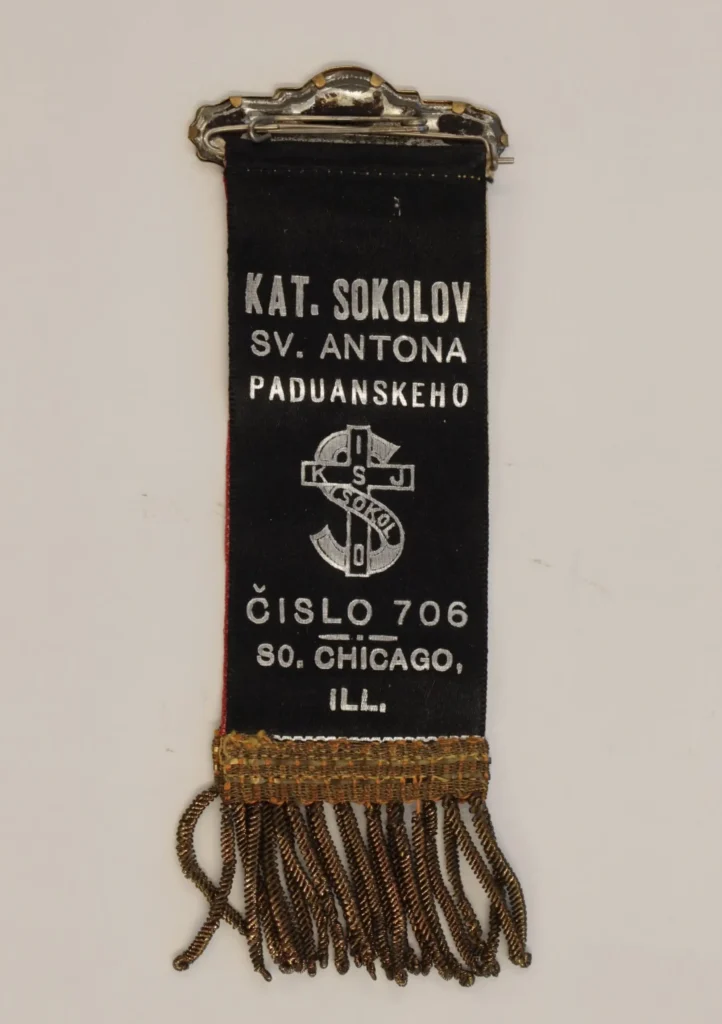 KAT. SOKOLOV
SV. ANTONA
PADUANSKEHO
I
K S J
SOKOL
O
ČISLO 706
SO. CHICAGO,
ILL.